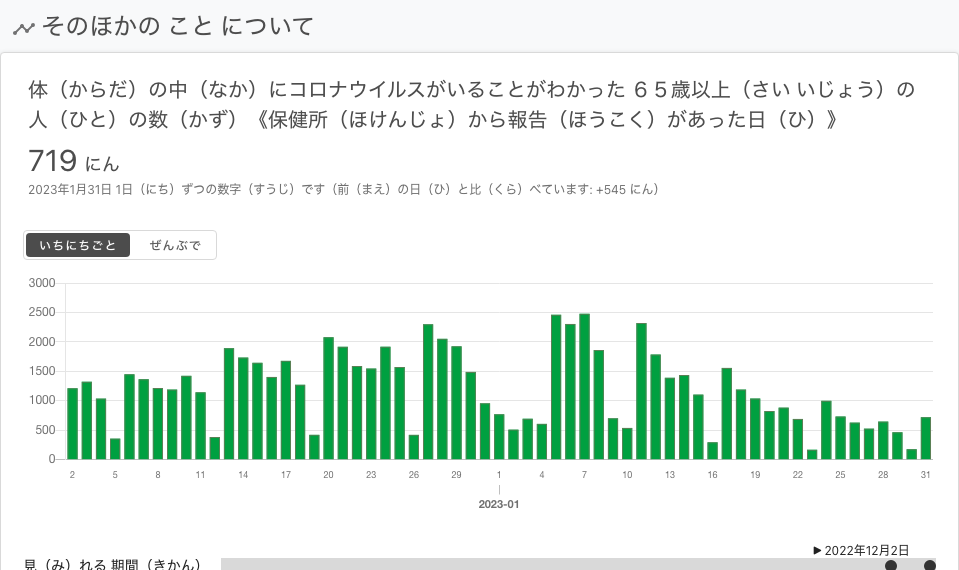 そのほかの こと について
体（からだ）の中（なか）にコロナウイルスがいることがわかった ６５歳以上（さい いじょう）の
人（ひと）の数（かず）《保健所（ほけんじょ）から報告（ほうこく）があった日（ひ）》
719 にん
2023年1月31日 1日（にち）ずつの数字（すうじ）です（前（まえ）の日（ひ）と比（くら）べています: +545 にん）
いちにちごと ぜんぶで
3000
2500
2000
1500
1000
500
0
2 5 8 11 14 17 20 23 26 29 1 4 7 10 13 16 19 22 25 28 31
2023-01
▶ 2022年12月2日
見（み）れる 期間（きかん）